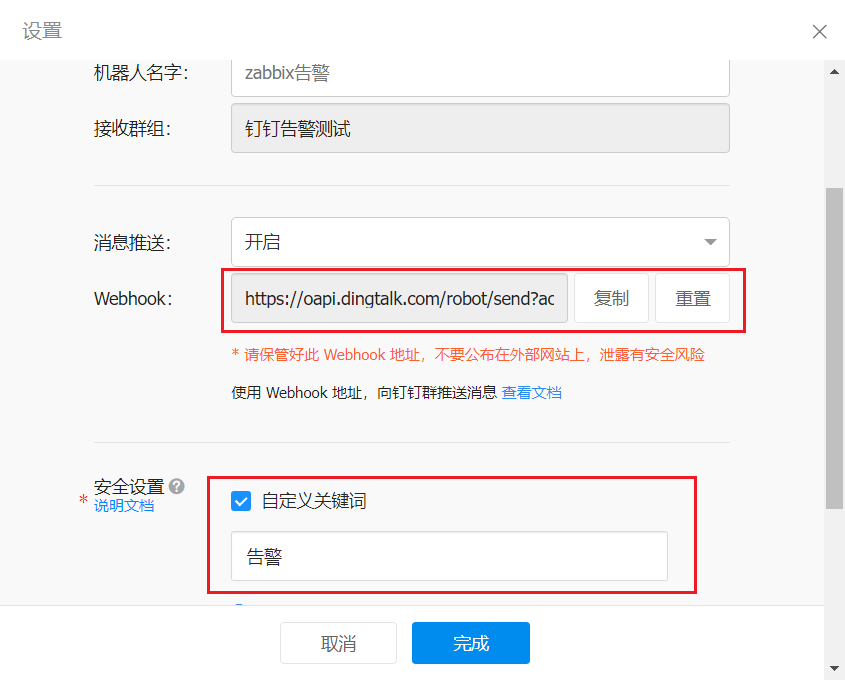 设置
机器人名字： zabbix告警
接收群组： 钉钉告警测试
消息推送： 开启
Webhook： https://oapi.dingtalk.com/robot/send?ac 复制 重置
* 请保管好此 Webhook 地址，不要公布在外部网站上，泄露有安全风险
使用 Webhook 地址，向钉钉群推送消息 查看文档
* 安全设置 ?
说明文档
自定义关键词
告警
取消 完成